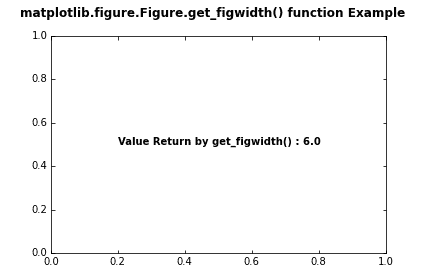 matplotlib.figure.Figure.get_figwidth() function Example
1.0
0.8
0.6
Value Return by get_figwidth() : 6.0
0.4
0.2
0.0
0.0 0.2 0.4 0.6 0.8 1.0